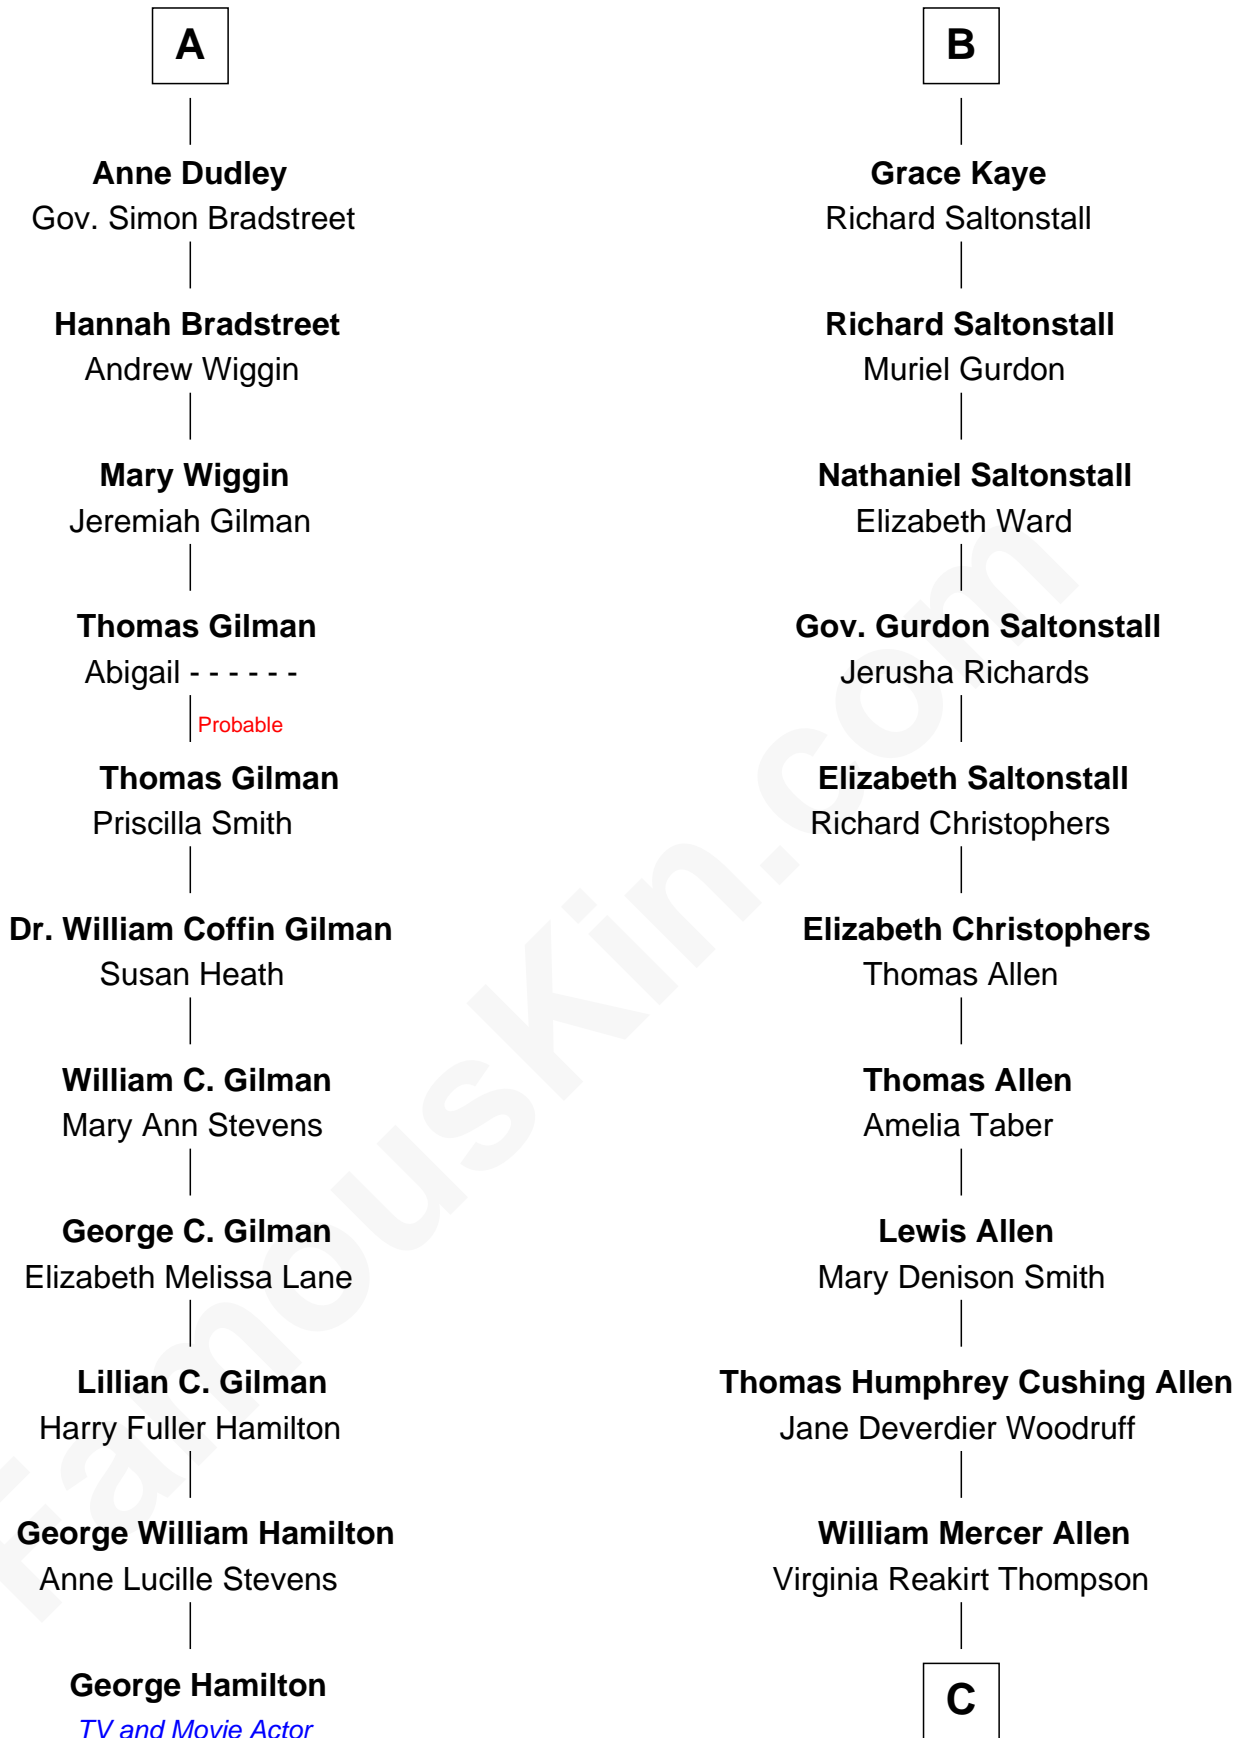 A
Anne Dudley
Gov. Simon Bradstreet
Hannah Bradstreet
Andrew Wiggin
Mary Wiggin
Jeremiah Gilman
Thomas Gilman
Abigail - - - - - -
Probable
Thomas Gilman
Priscilla Smith
Dr. William Coffin Gilman
Susan Heath
William C. Gilman
Mary Ann Stevens
George C. Gilman
Elizabeth Melissa Lane
Lillian C. Gilman
Harry Fuller Hamilton
George William Hamilton
Anne Lucille Stevens
George Hamilton
TV and Movie Actor
B
Grace Kaye
Richard Saltonstall
Richard Saltonstall
Muriel Gurdon
Nathaniel Saltonstall
Elizabeth Ward
Gov. Gurdon Saltonstall
Jerusha Richards
Elizabeth Saltonstall
Richard Christophers
Elizabeth Christophers
Thomas Allen
Thomas Allen
Amelia Taber
Lewis Allen
Mary Denison Smith
Thomas Humphrey Cushing Allen
Jane Deverdier Woodruff
William Mercer Allen
Virginia Reakirt Thompson
C
FamousKin.com